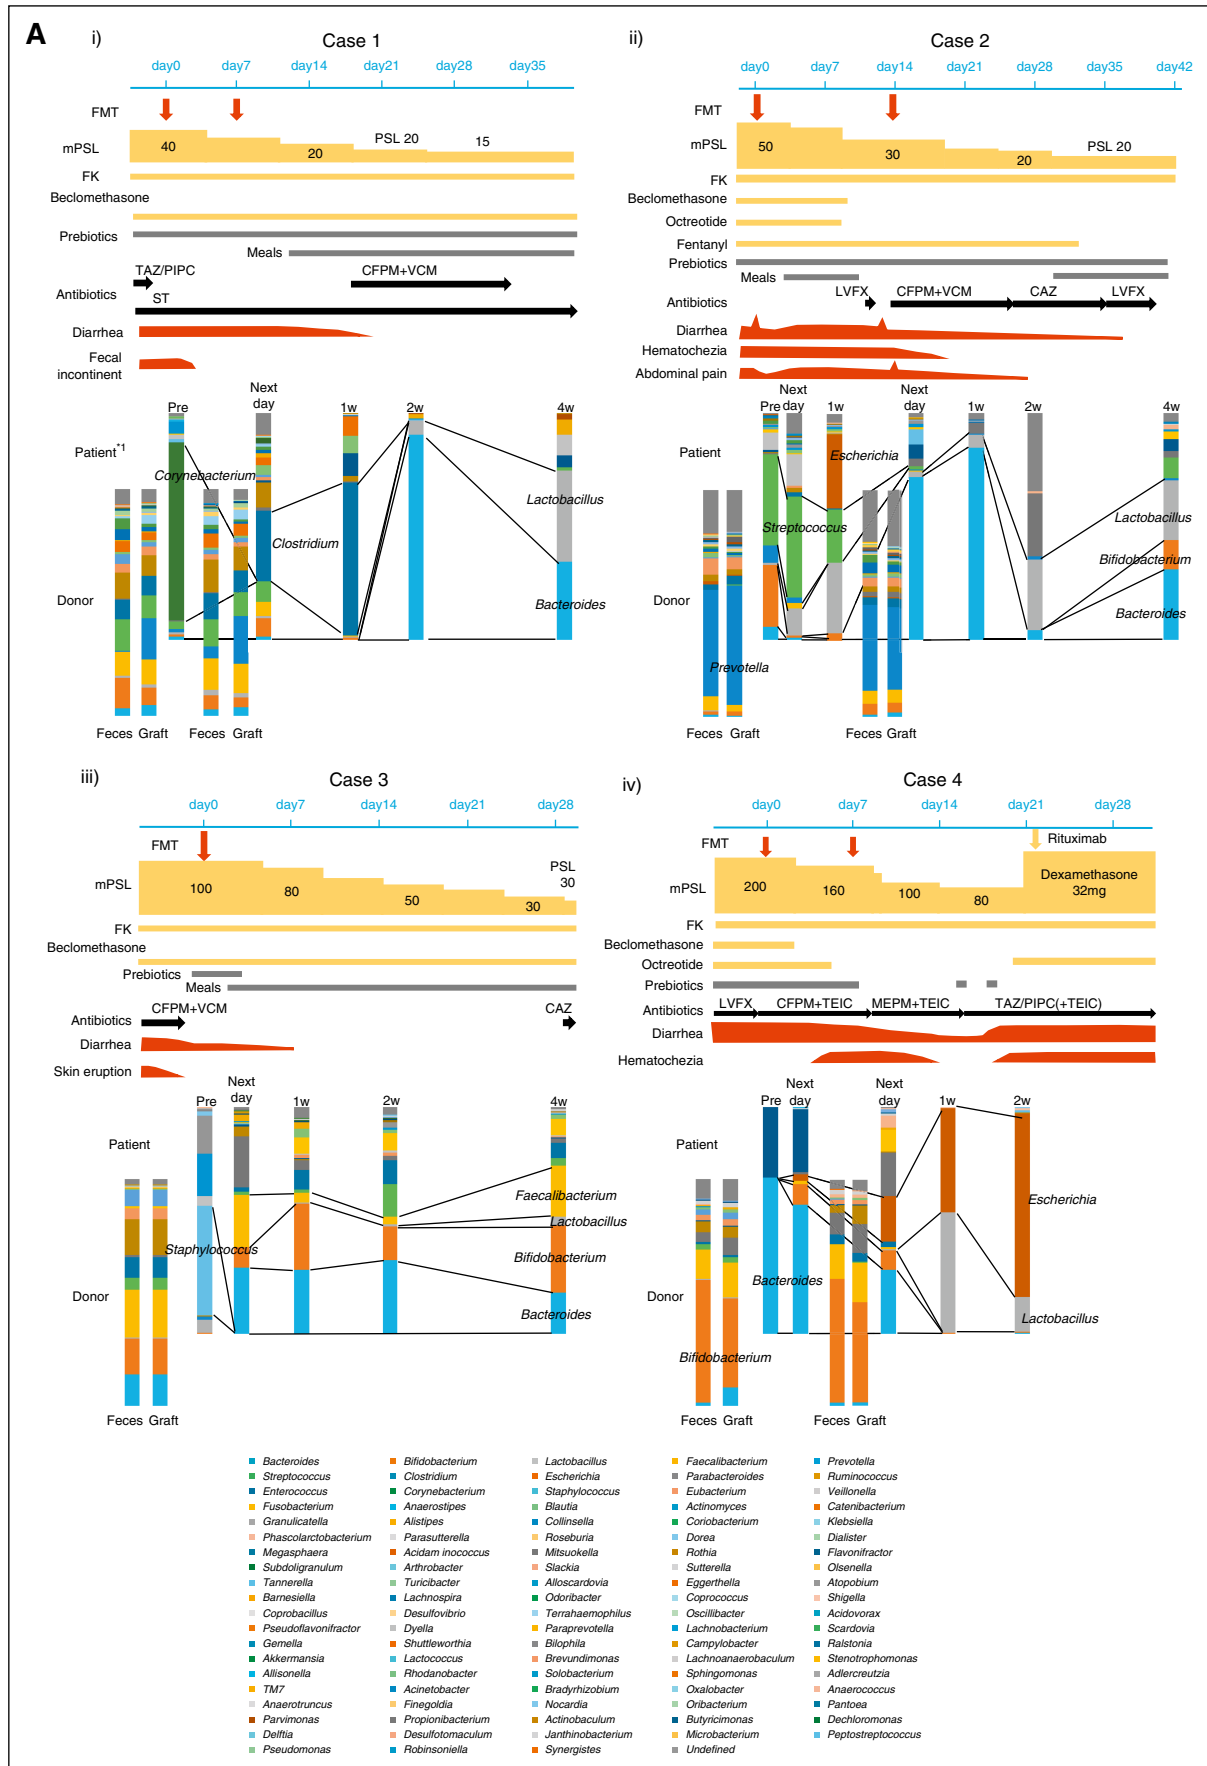 A
i)
Case 1
day0 day7 day14 day21 day28 day35
FMT
mPSL
40
20
PSL 20
15
FK
Beclomethasone
Prebiotics
Meals
TAZ/PIPC
CFPM+VCM
Antibiotics
ST
Diarrhea
Fecal
incontinent
Pre
Next
day
1w
2w
4w
Patient*1
Corynebacterium
Clostridium
Lactobacillus
Bacteroides
Donor
Feces Graft Feces Graft
ii)
Case 2
day0 day7 day14 day21 day28 day35 day42
FMT
mPSL
50
30
20
PSL 20
FK
Beclomethasone
Octreotide
Fentanyl
Prebiotics
Meals
LVFX CFPM+VCM CAZ LVFX
Antibiotics
Diarrhea
Hematochezia
Abdominal pain
Pre
Next
day
1w
Next
day
1w
2w
4w
Patient
Escherichia
Streptococcus
Lactobacillus
Bifidobacterium
Bacteroides
Donor
Prevotella
Feces Graft Feces Graft
iii)
Case 3
day0 day7 day14 day21 day28
FMT
mPSL
100
80
50
30
PSL
30
FK
Beclomethasone
Prebiotics
Meals
CFPM+VCM CAZ
Antibiotics
Diarrhea
Skin eruption
Pre
Next
day
1w
2w
4w
Patient
Staphylococcus
Faecalibacterium
Lactobacillus
Bifidobacterium
Bacteroides
Donor
Feces Graft
iv)
Case 4
day0 day7 day14 day21 day28
FMT
Rituximab
mPSL
200
160
100
80
Dexamethasone
32mg
FK
Beclomethasone
Octreotide
Prebiotics
Antibiotics
LVFX CFPM+TEIC MEPM+TEIC TAZ/PIPC(+TEIC)
Diarrhea
Hematochezia
Pre
Next
day
Next
day
1w
2w
Patient
Escherichia
Bacteroides
Lactobacillus
Donor
Bifidobacterium
Feces Graft Feces Graft
Bacteroides Bifidobacterium Lactobacillus Faecalibacterium Prevotella
Streptococcus Clostridium Escherichia Parabacteroides Ruminococcus
Enterococcus Corynebacterium Staphylococcus Eubacterium Veillonella
Fusobacterium Anaerostipes Blautia Actinomyces Catenibacterium
Granulicatella Alistipes Collinsella Coriobacterium Klebsiella
Phascolarctobacterium Parasutterella Roseburia Dorea Dialister
Megasphaera Acidam inococcus Mitsuokella Rothia Flavonifractor
Subdoligranulum Arthrobacter Slackia Sutterella Olsenella
Tannerella Turicibacter Alloscardovia Eggerthella Atopobium
Barnesiella Lachnospira Odoribacter Coprococcus Shigella
Coprobacillus Desulfovibrio Terrahaemophilus Oscillibacter Acidovorax
Pseudoflavonifractor Dyella Paraprevotella Lachnobacterium Scardovia
Gemella Shuttleworthia Bilophila Campylobacter Ralstonia
Akkermansia Lactococcus Brevundimonas Lachnoanaerobaculum Stenotrophomonas
Allisonella Rhodanobacter Solobacterium Sphingomonas Adlercreutzia
TM7 Acinetobacter Bradyrhizobium Oxalobacter Anaerococcus
Anaerotruncus Finegoldia Nocardia Oribacterium Pantoea
Parvimonas Propionibacterium Actinobaculum Butyricimonas Dechloromonas
Delftia Desulfotomaculum Janthinobacterium Microbacterium Peptostreptococcus
Pseudomonas Robinsoniella Synergistes Undefined